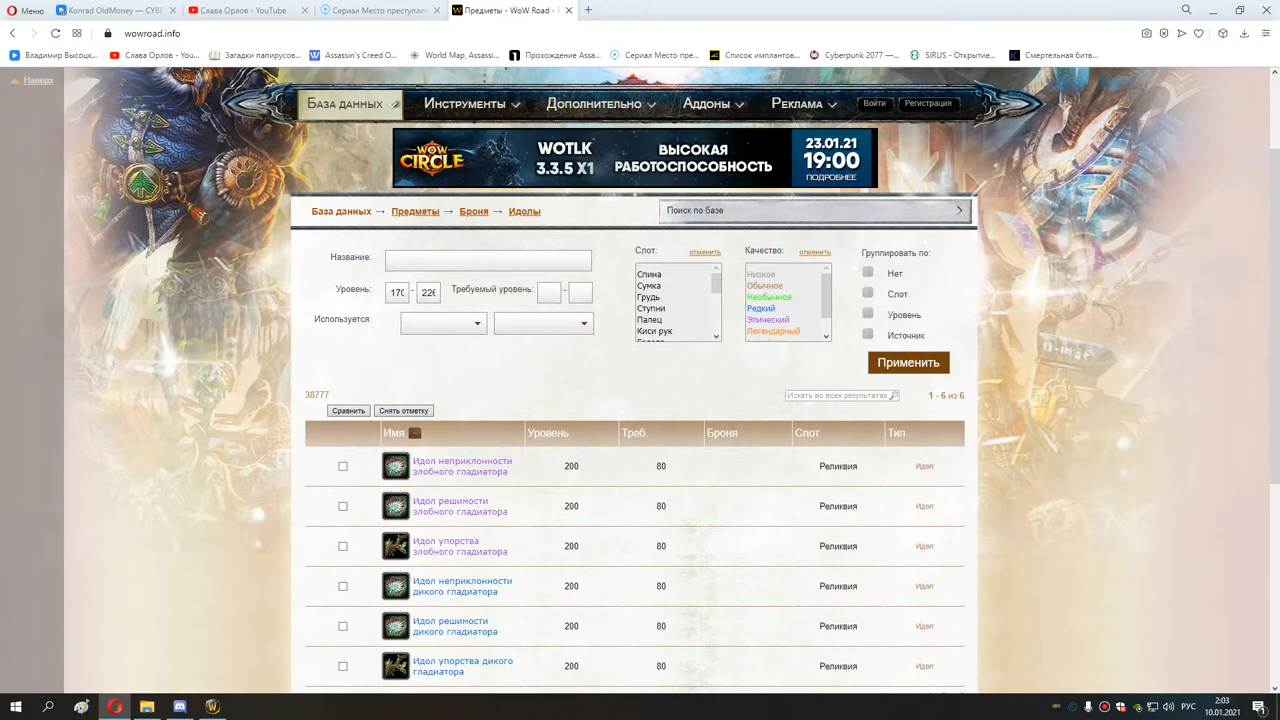 Меню
Konrad OldMoney — CYBE
Слава Орлов - YouTube
Сериал Место преступлен
Предметы - WoW Road -
wowroad.info
Владимир Высоцк...
Слава Орлов - You...
Загадки папирусов...
Assassin's Creed O...
World Map, Assassi...
Прохождение Assa...
Сериал Место пре...
Список имплантов...
Cyberpunk 2077 —...
SIRUS - Открытие...
Смертельная битв...
Наверх
База данных
Инструменты
Дополнительно
Аддоны
Реклама
Войти
Регистрация
WOW CIRCLE
WOTLK
3.3.5 X1
ВЫСОКАЯ
РАБОТОСПОСОБНОСТЬ
23.01.21
19:00
ПОДРОБНЕЕ
База данных → Предметы → Броня → Идолы
Поиск по базе
Название:
Слот: отменить
Качество: отменить
Группировать по:
Спина
Сумка
Грудь
Ступни
Палец
Киси рук
Низкое
Обычное
Необычное
Редкий
Эпический
Легендарный
Нет
Слот
Уровень
Источник
Уровень: 170 - 226 Требуемый уровень: -
Используется:
Применить
38777
Искать во всех результатах
1 - 6 из 6
Сравнить
Снять отметку
Имя Уровень Треб. Броня Слот Тип
Идол неприклонности
злобного гладиатора
200 80 Реликвия Идол
Идол решимости
злобного гладиатора
200 80 Реликвия Идол
Идол упорства
злобного гладиатора
200 80 Реликвия Идол
Идол неприклонности
дикого гладиатора
200 80 Реликвия Идол
Идол решимости
дикого гладиатора
200 80 Реликвия Идол
Идол упорства дикого
гладиатора
200 80 Реликвия Идол
РУС
2:03
10.01.2021